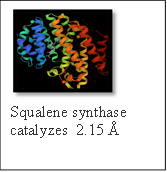 Squalene synthase
catalyzes  2.15 Å